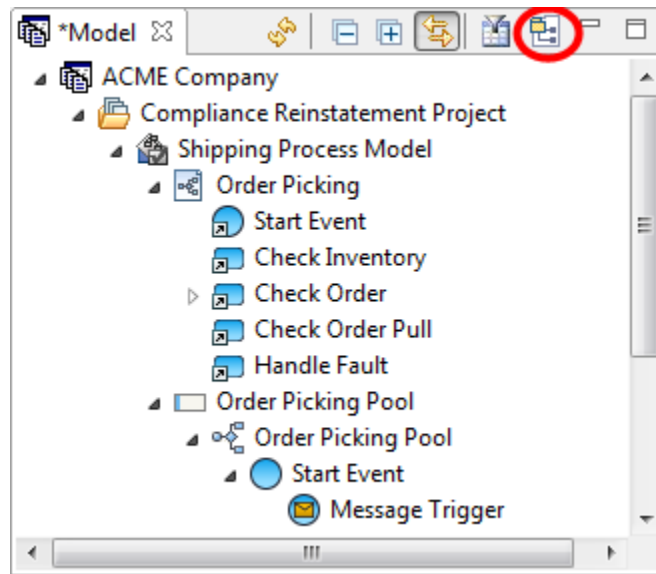 *Model
ACME Company
Compliance Reinstatement Project
Shipping Process Model
Order Picking
Start Event
Check Inventory
Check Order
Check Order Pull
Handle Fault
Order Picking Pool
Order Picking Pool
Start Event
Message Trigger